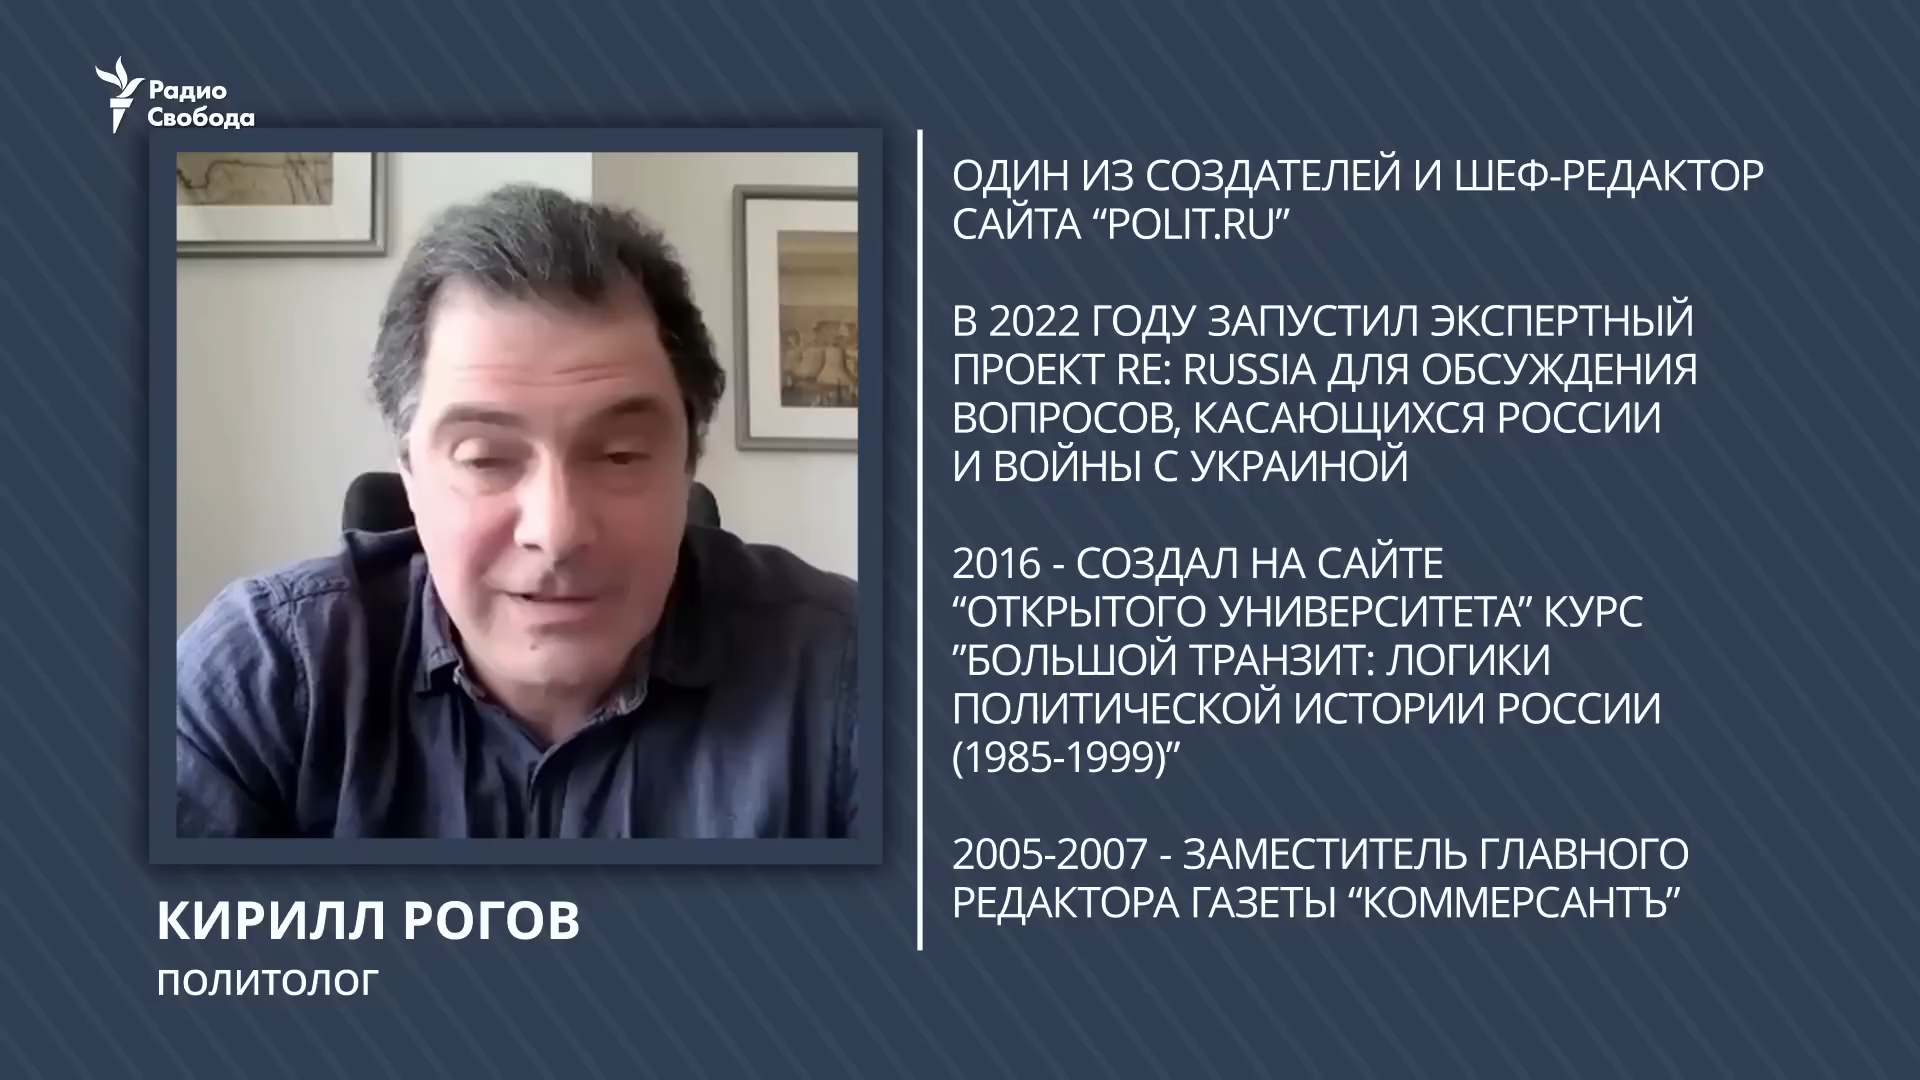 Радио
Свобода
ОДИН ИЗ СОЗДАТЕЛЕЙ И ШЕФ-РЕДАКТОР
САЙТА “POLIT.RU”
В 2022 ГОДУ ЗАПУСТИЛ ЭКСПЕРТНЫЙ
ПРОЕКТ RE: RUSSIA ДЛЯ ОБСУЖДЕНИЯ
ВОПРОСОВ, КАСАЮЩИХСЯ РОССИИ
И ВОЙНЫ С УКРАИНОЙ
2016 - СОЗДАЛ НА САЙТЕ
“ОТКРЫТОГО УНИВЕРСИТЕТА” КУРС
”БОЛЬШОЙ ТРАНЗИТ: ЛОГИКИ
ПОЛИТИЧЕСКОЙ ИСТОРИИ РОССИИ
(1985-1999)”
2005-2007 - ЗАМЕСТИТЕЛЬ ГЛАВНОГО
РЕДАКТОРА ГАЗЕТЫ “КОММЕРСАНТЪ”
КИРИЛЛ РОГОВ
политолог